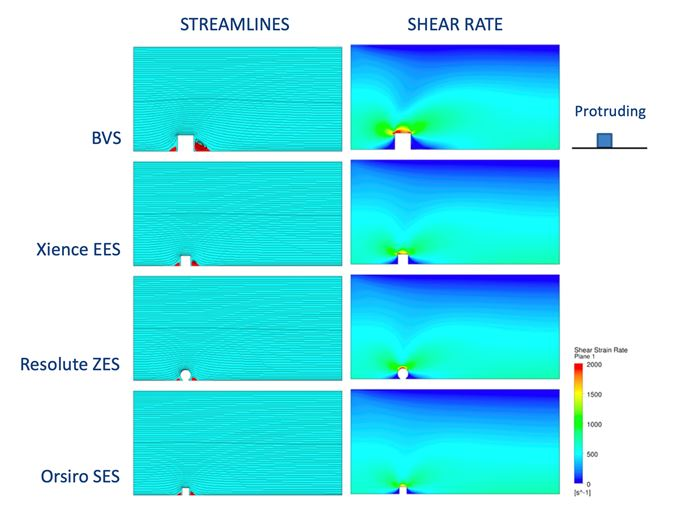 STREAMLINES SHEAR RATE
BVS
Protruding
Xience EES
Resolute ZES
Orsiro SES
Shear Strain Rate
Plane 1
2000
1500
1000
500
0
[s^-1]